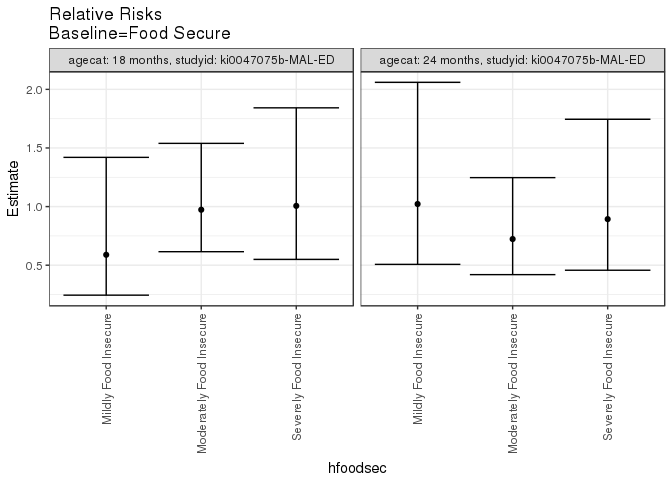 Relative Risks
Baseline=Food Secure
agecat: 18 months, studyid: ki0047075b-MAL-ED
agecat: 24 months, studyid: ki0047075b-MAL-ED
Estimate
2.0
1.5
1.0
0.5
Mildly Food Insecure
Moderately Food Insecure
Severely Food Insecure
Mildly Food Insecure
Moderately Food Insecure
Severely Food Insecure
hfoodsec